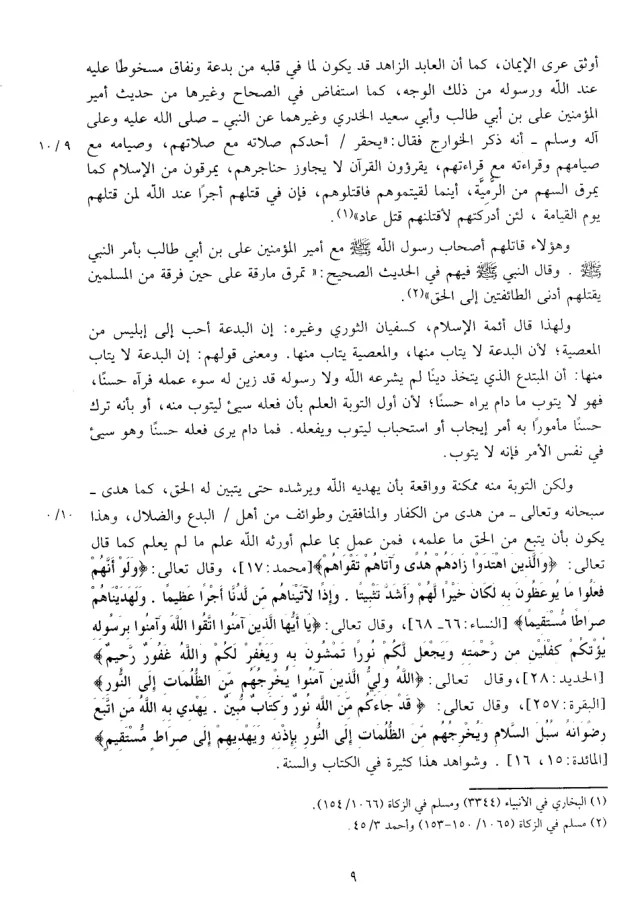 أوثق عرى الإيمان، كما أن العابد الزاهد قد يكون لما في قلبه من بدعة ونفاق مسخوطا عليه
عند الله ورسوله من ذلك الوجه، كما استفاض في الصحاح وغيرها من حديث أمير
المؤمنين على بن أبي طالب وأبي سعيد الخدري وغيرهما عن النبي ـ صلى الله عليه وعلى
آله وسلم ـ أنه ذكر الخوارج فقال: «يحقر / أحدكم صلاته مع صلاتهم، وصيامه مع
١٠/٩
صيامهم وقراءته مع قراءتهم، يقرؤون القرآن لا يجاوز حناجرهم، يمرقون من الإسلام كما
يمرق السهم من الرَّمِيَّة، أينما لقيتموهم فاقتلوهم، فإن في قتلهم أجرًا عند الله لمن قتلهم
يوم القيامة ، لئن أدركتهم لأقتلنهم قتل عاد»(١).
وهؤلاء قاتلهم أصحاب رسول الله ﷺ مع أمير المؤمنين على بن أبي طالب بأمر النبي
ﷺ . وقال النبي ﷺ فيهم في الحديث الصحيح: « تمرق مارقة على حين فرقة من المسلمين
يقتلهم أدنى الطائفتين إلى الحق»(٢).
ولهذا قال أئمة الإسلام، كسفيان الثوري وغيره: إن البدعة أحب إلى إبليس من
المعصية؛ لأن البدعة لا يتاب منها، والمعصية يتاب منها. ومعنى قولهم: إن البدعة لا يتاب
منها: أن المبتدع الذي يتخذ دينًا لم يشرعه الله ولا رسوله قد زين له سوء عمله فرآه حسنًا،
فهو لا يتوب ما دام يراه حسنًا؛ لأن أول التوبة العلم بأن فعله سيئ ليتوب منه، أو بأنه ترك
حسنًا مأمورًا به أمر إيجاب أو استحباب ليتوب ويفعله. فما دام يرى فعله حسنًا وهو سيئ
في نفس الأمر فإنه لا يتوب.
ولكن التوبة منه ممكنة وواقعة بأن يهديه الله ويرشده حتى يتبين له الحق، كما هدى ـ
سبحانه وتعالى ـ من هدى من الكفار والمنافقين وطوائف من أهل / البدع والضلال، وهذا
٠/١٠
يكون بأن يتبع من الحق ما علمه، فمن عمل بما علم أورثه الله علم ما لم يعلم كما قال
تعالى: ﴿وَالَّذِينَ اهْتَدَوْا زَادَهُمْ هُدًى وَآتَاهُمْ تَقْوَاهُمْ﴾[محمد:١٧]، وقال تعالى: ﴿وَلَوْ أَنَّهُمْ
فَعَلُوا مَا يُوعَظُونَ بِهِ لَكَانَ خَيْرًا لَّهُمْ وَأَشَدَّ تَثْبِيتًا . وَإِذًا لآتَيْنَاهُم مِّن لَّدُنَّا أَجْرًا عَظِيمًا . وَلَهَدَيْنَاهُمْ
صِرَاطًا مُّسْتَقِيمًا﴾ [النساء:٦٦ـ ٦٨]، وقال تعالى: ﴿يَا أَيُّهَا الَّذِينَ آمَنُوا اتَّقُوا اللَّهَ وَآمِنُوا بِرَسُولِهِ
يُؤْتِكُمْ كِفْلَيْنِ مِن رَّحْمَتِهِ وَيَجْعَل لَّكُمْ نُورًا تَمْشُونَ بِهِ وَيَغْفِرْ لَكُمْ وَاللَّهُ غَفُورٌ رَّحِيمٌ﴾
[الحديد:٢٨]،وقال تعالى: ﴿اللَّهُ وَلِيُّ الَّذِينَ آمَنُوا يُخْرِجُهُم مِّنَ الظُّلُمَاتِ إِلَى النُّورِ﴾
[البقرة:٢٥٧]، وقال تعالى: ﴿ قَدْ جَاءَكُم مِّنَ اللَّهِ نُورٌ وَكِتَابٌ مُّبِينٌ . يَهْدِي بِهِ اللَّهُ مَنِ اتَّبَعَ
رِضْوَانَهُ سُبُلَ السَّلامِ وَيُخْرِجُهُم مِّنَ الظُّلُمَاتِ إِلَى النُّورِ بِإِذْنِهِ وَيَهْدِيهِمْ إِلَى صِرَاطٍ مُّسْتَقِيمٍ﴾
[المائدة:١٥، ١٦] . وشواهد هذا كثيرة في الكتاب والسنة.
(١) البخاري في الأنبياء (٣٣٤٤) ومسلم في الزكاة (١٠٦٦/ ١٥٤).
(٢) مسلم في الزكاة (١٠٦٥/ ١٥٠-١٥٣) وأحمد ٣/ ٤٥.
٩